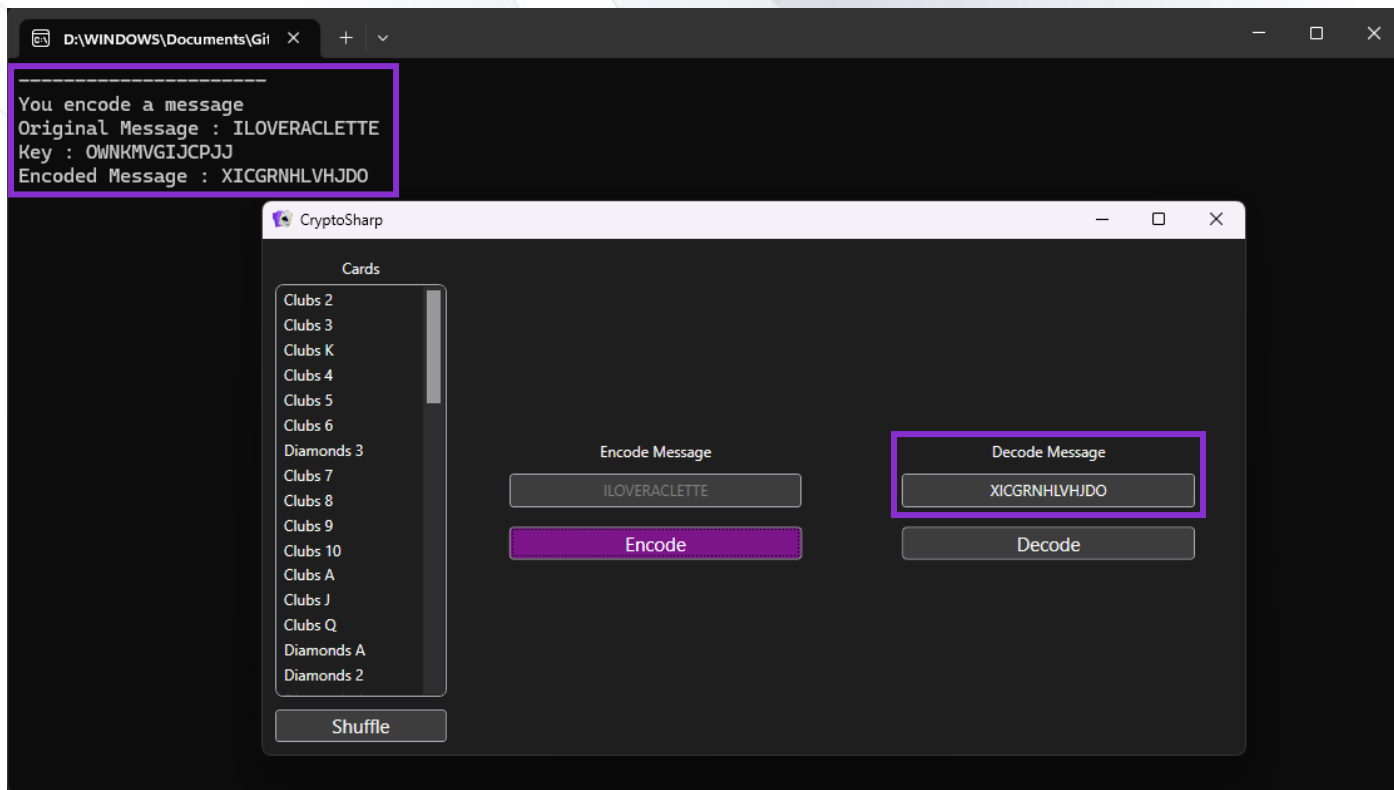 D:\WINDOWS\Documents\Git
----------------------
You encode a message
Original Message : ILOVERACLETTE
Key : OWNKMVGIJCPJJ
Encoded Message : XICGRNHLVHJDO
CryptoSharp
Cards
Clubs 2
Clubs 3
Clubs K
Clubs 4
Clubs 5
Clubs 6
Diamonds 3
Clubs 7
Clubs 8
Clubs 9
Clubs 10
Clubs A
Clubs J
Clubs Q
Diamonds A
Diamonds 2
Shuffle
Encode Message
ILOVERACLETTE
Encode
Decode Message
XICGRNHLVHJDO
Decode